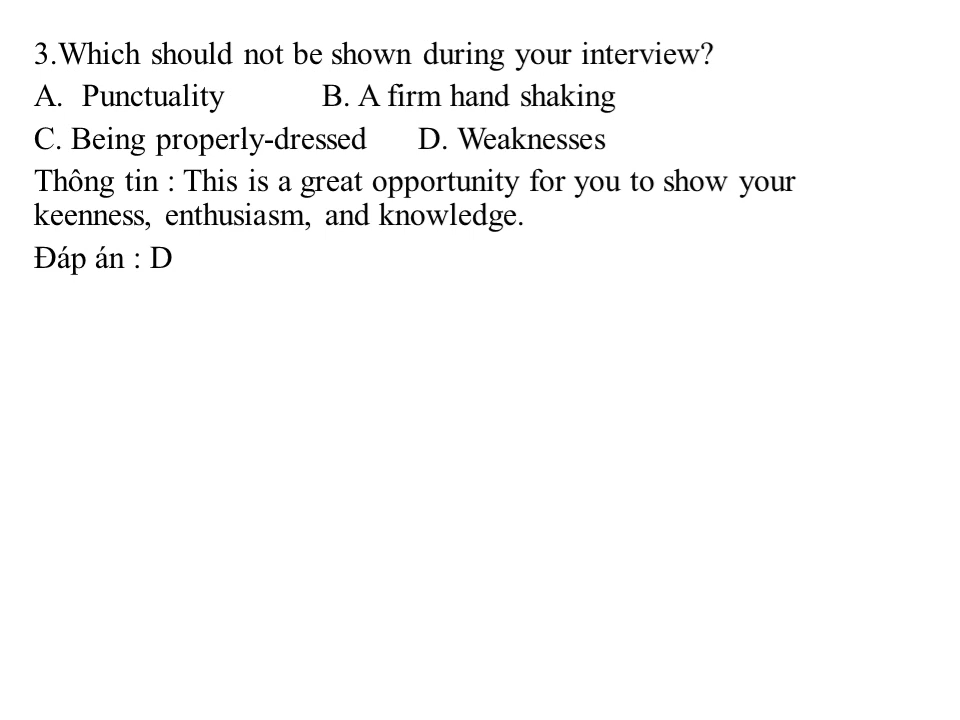 3.Which should not be shown during your interview?
A. Punctuality B. A firm hand shaking
C. Being properly-dressed D. Weaknesses
Thông tin : This is a great opportunity for you to show your
keenness, enthusiasm, and knowledge.
Đáp án : D